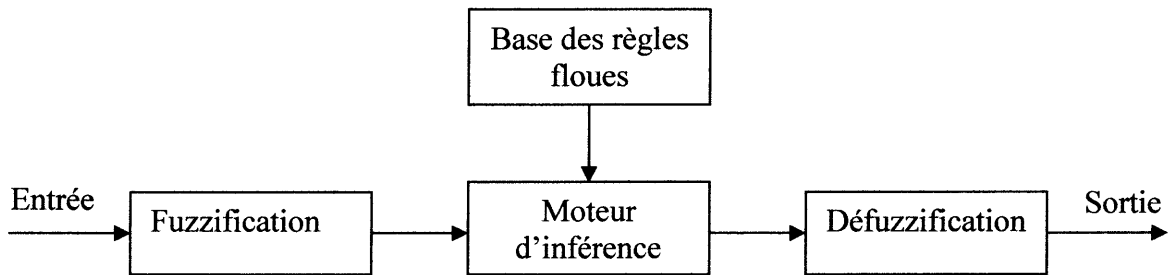 Base des règles
floues
Entrée
Fuzzification
Moteur
d'inférence
Défuzzification
Sortie